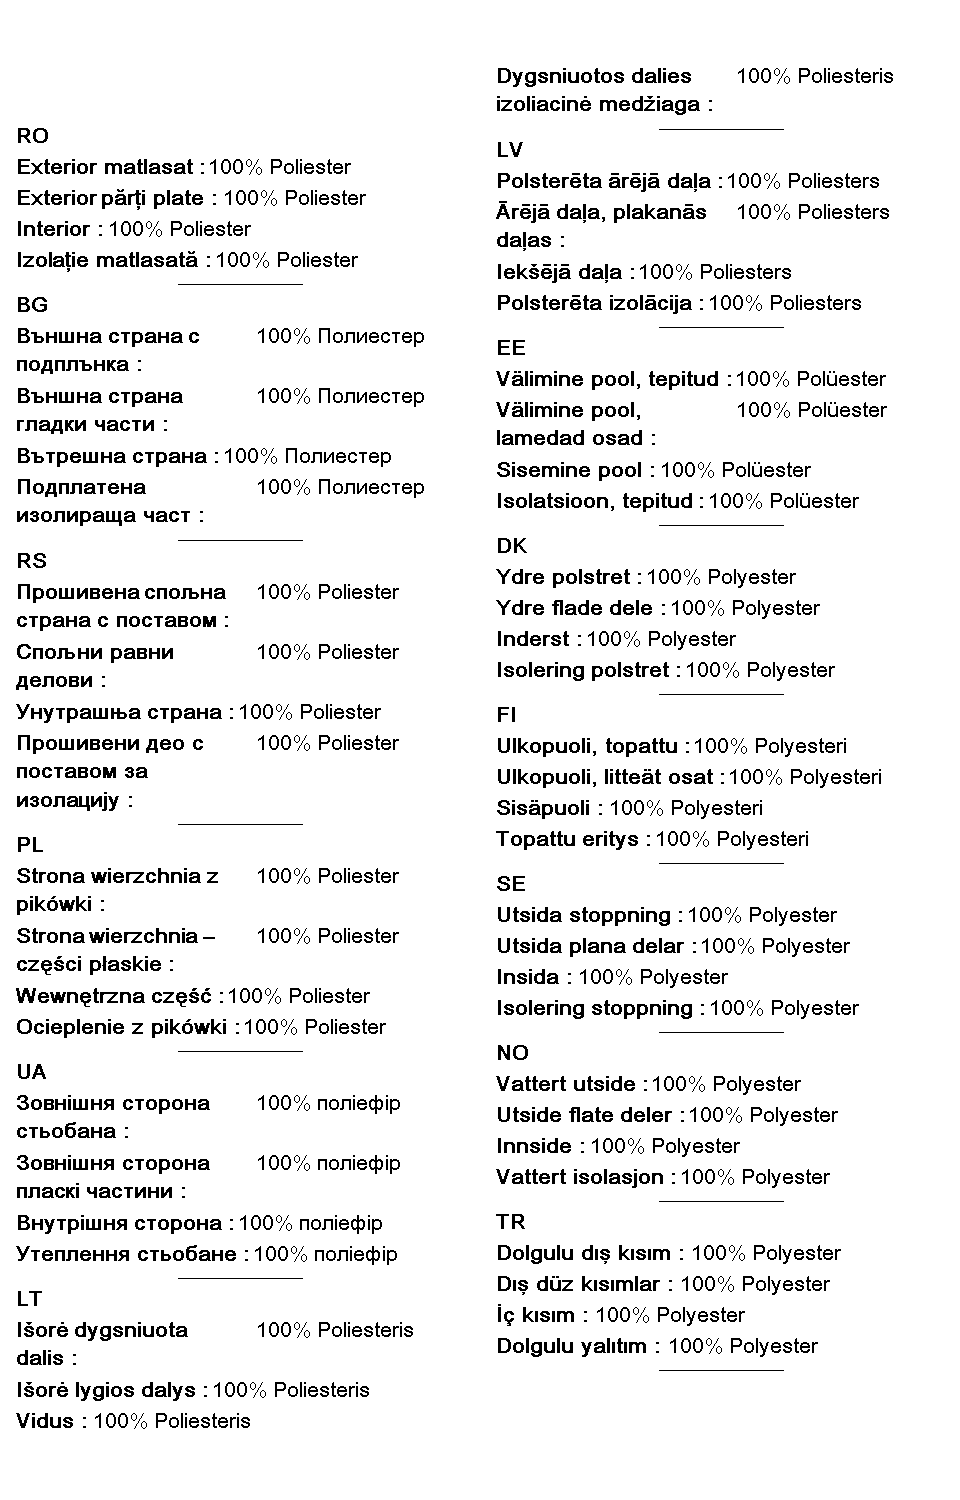 RO
Exterior matlasat : 100% Poliester
Exterior părți plate : 100% Poliester
Interior : 100% Poliester
Izolație matlasată : 100% Poliester
BG
Външна страна с 100% Полиестер
подплънка :
Външна страна 100% Полиестер
гладки части :
Вътрешна страна : 100% Полиестер
Подплатена 100% Полиестер
изолираща част :
RS
Прошивена спољна 100% Poliester
страна с поставом :
Спољни равни 100% Poliester
делови :
Унутрашња страна : 100% Poliester
Прошивени део с 100% Poliester
поставом за
изолацију :
PL
Strona wierzchnia z 100% Poliester
pikówki :
Strona wierzchnia – 100% Poliester
części płaskie :
Wewnętrzna część : 100% Poliester
Ocieplenie z pikówki : 100% Poliester
UA
Зовнішня сторона 100% поліефір
стьобана :
Зовнішня сторона 100% поліефір
пласкі частини :
Внутрішня сторона : 100% поліефір
Утеплення стьобане : 100% поліефір
LT
Išorė dygsniuota 100% Poliesteris
dalis :
Išorė lygios dalys : 100% Poliesteris
Vidus : 100% Poliesteris
Dygsniuotos dalies 100% Poliesteris
izoliacinė medžiaga :
LV
Polsterēta ārējā daļa : 100% Poliesters
Ārējā daļa, plakanās 100% Poliesters
daļas :
Iekšējā daļa : 100% Poliesters
Polsterēta izolācija : 100% Poliesters
EE
Välimine pool, tepitud : 100% Polüester
Välimine pool, 100% Polüester
lamedad osad :
Sisemine pool : 100% Polüester
Isolatsioon, tepitud : 100% Polüester
DK
Ydre polstret : 100% Polyester
Ydre flade dele : 100% Polyester
Inderst : 100% Polyester
Isolering polstret : 100% Polyester
FI
Ulkopuoli, topattu : 100% Polyesteri
Ulkopuoli, litteät osat : 100% Polyesteri
Sisäpuoli : 100% Polyesteri
Topattu eritys : 100% Polyesteri
SE
Utsida stoppning : 100% Polyester
Utsida plana delar : 100% Polyester
Insida : 100% Polyester
Isolering stoppning : 100% Polyester
NO
Vattert utside : 100% Polyester
Utside flate deler : 100% Polyester
Innside : 100% Polyester
Vattert isolasjon : 100% Polyester
TR
Dolgulu dış kısım : 100% Polyester
Dış düz kısımlar : 100% Polyester
İç kısım : 100% Polyester
Dolgulu yalıtım : 100% Polyester